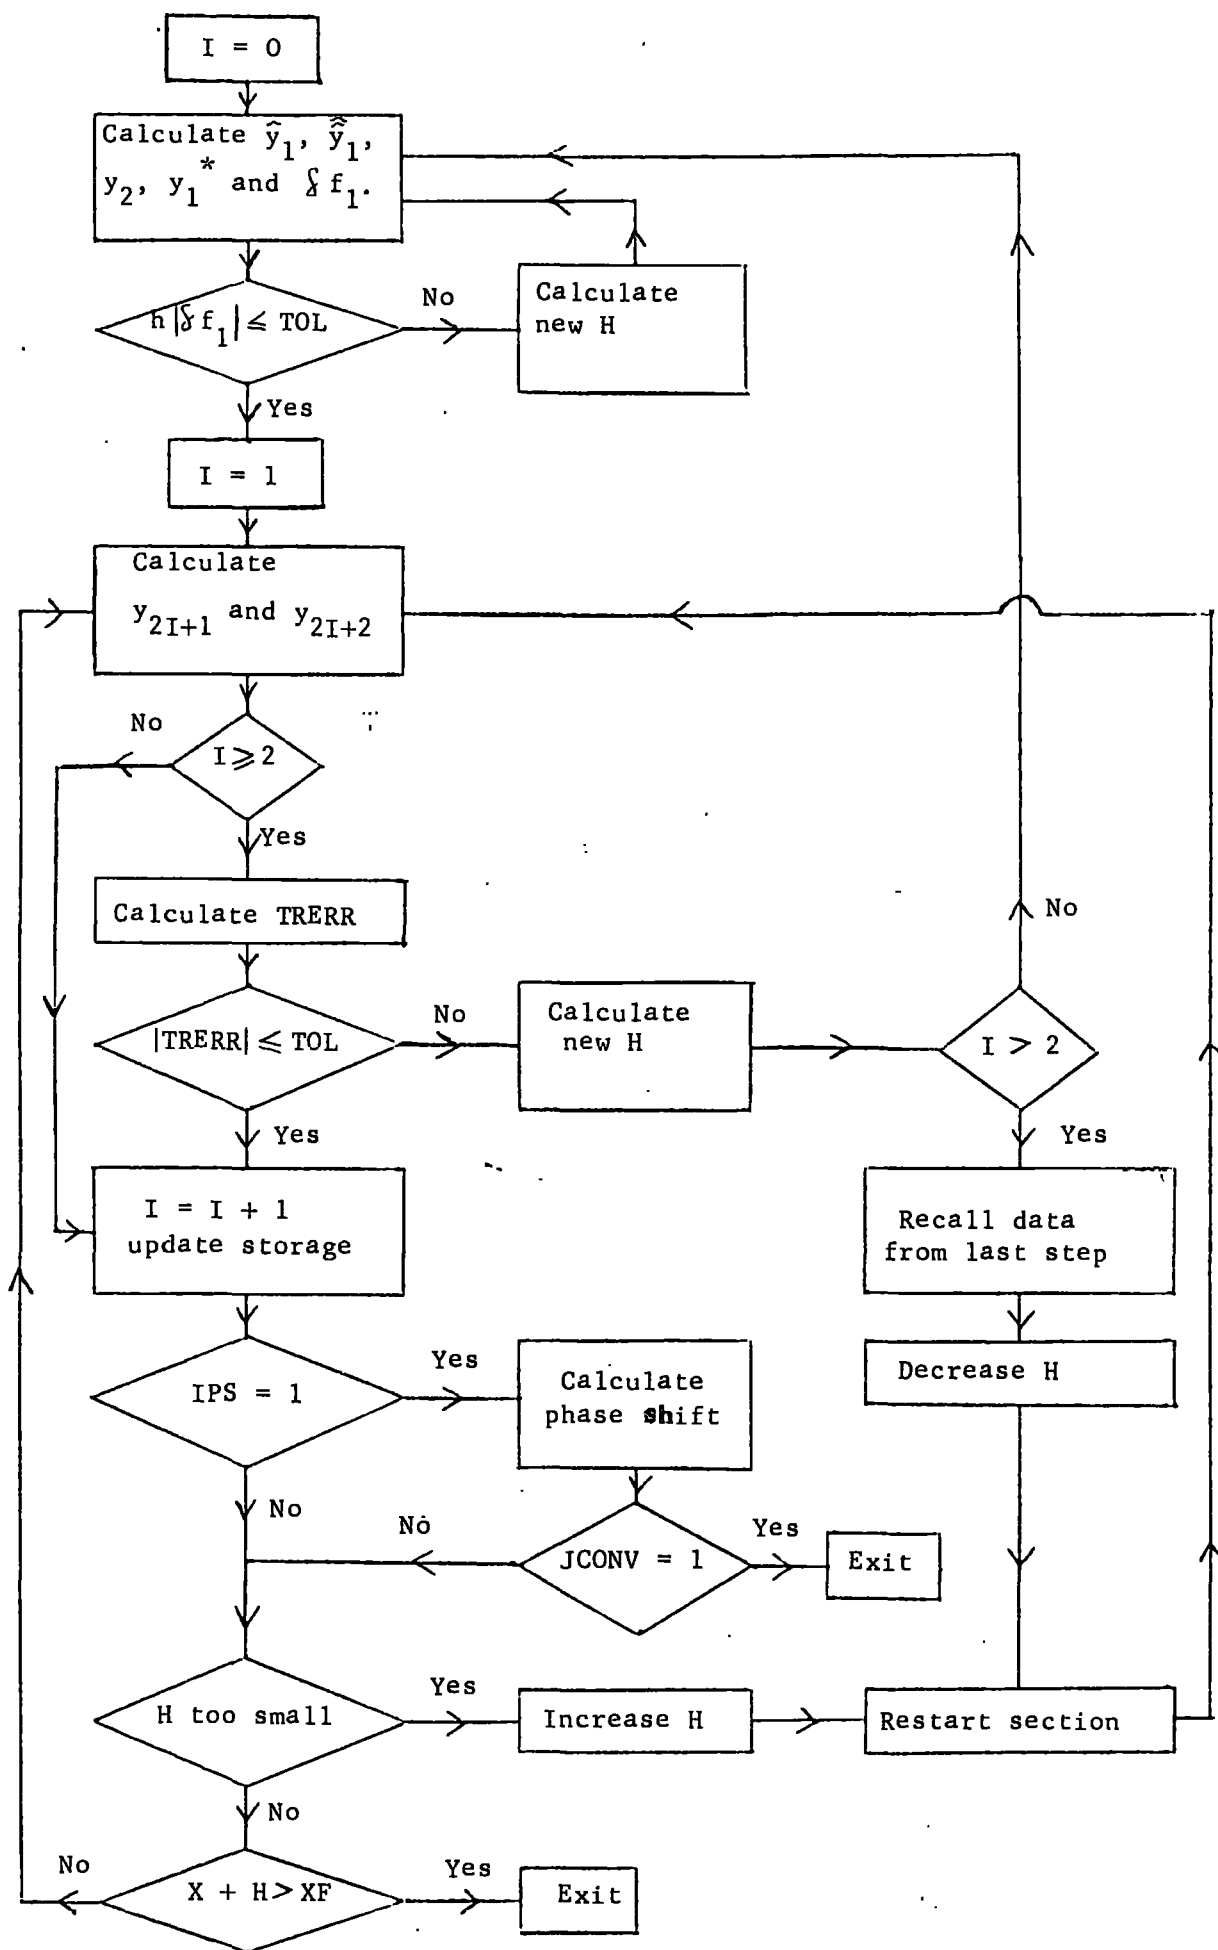 I = 0
Calculate ŷ₁, ŷ̂₁,
y₂, y₁* and δf₁.
h|δf₁| ≤ TOL
No
Calculate
new H
Yes
I = 1
Calculate
y₂I+1 and y₂I+2
No
I ⩾ 2
Yes
Calculate TRERR
No
|TRERR| ≤ TOL
No
Calculate
new H
I > 2
Yes
Yes
I = I + 1
update storage
Recall data
from last step
IPS = 1
Yes
Calculate
phase shift
Decrease H
No
No
JCONV = 1
Yes
Exit
H too small
Yes
Increase H
Restart section
No
No
X + H > XF
Yes
Exit